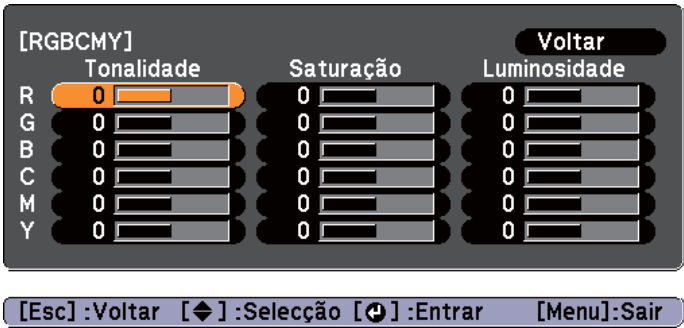 [RGBCMY] Voltar
Tonalidade Saturação Luminosidade
R 0 0 0
G 0 0 0
B 0 0 0
C 0 0 0
M 0 0 0
Y 0 0 0
[Esc] :Voltar [ ] :Selecção [ ] :Entrar [Menu]:Sair